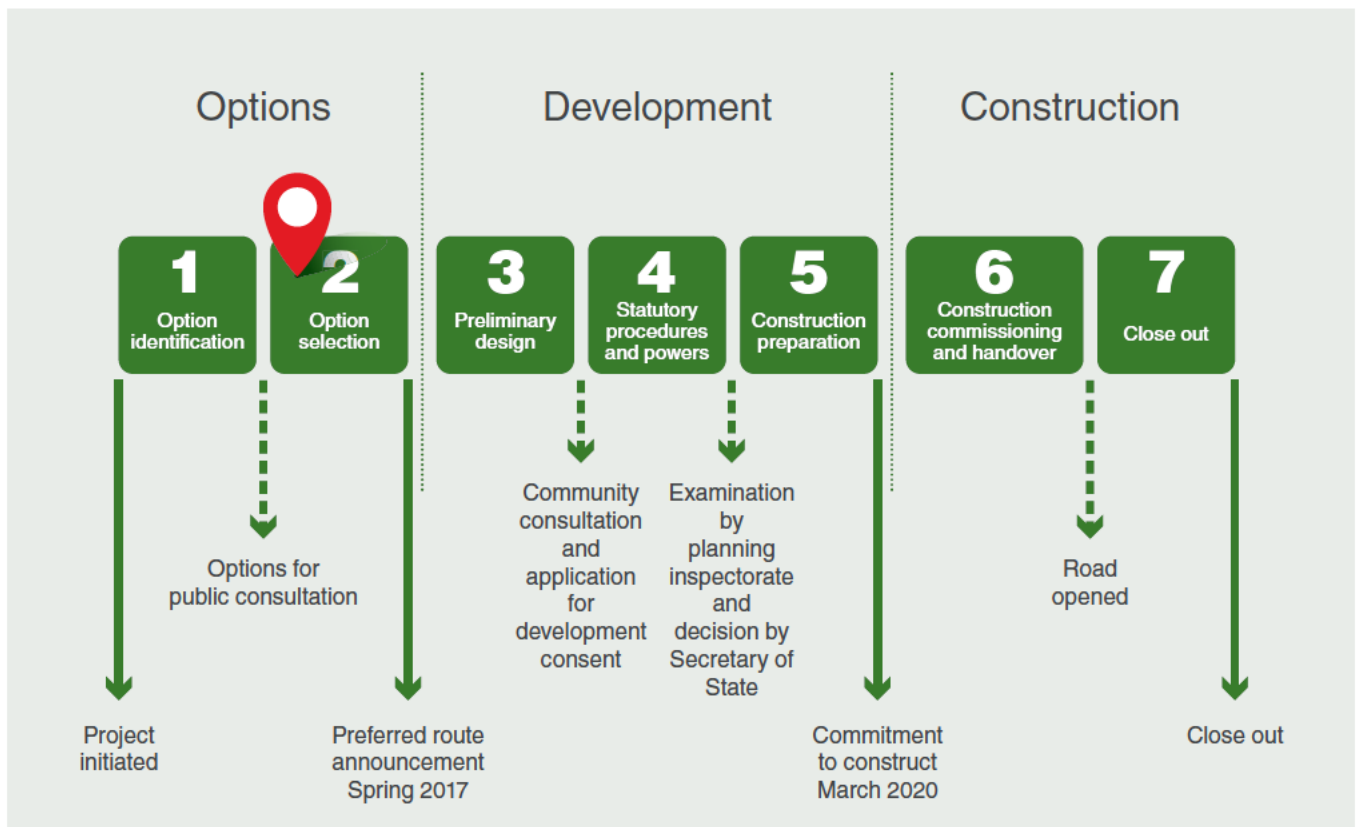 Options
Development
Construction
1
Option
identification
2
Option
selection
3
Preliminary
design
4
Statutory
procedures
and powers
5
Construction
preparation
6
Construction
commissioning
and handover
7
Close out
Project
initiated
Options for
public consultation
Preferred route
announcement
Spring 2017
Community
consultation
and
application
for
development
consent
Examination
by
planning
inspectorate
and
decision by
Secretary of
State
Commitment
to construct
March 2020
Road
opened
Close out